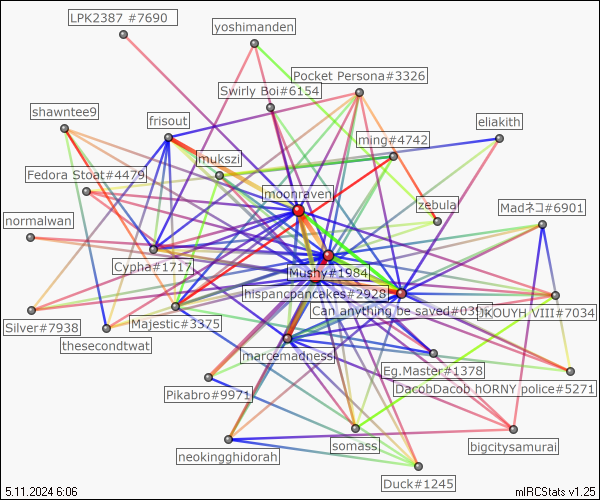 LPK2387 #7690
yoshimanden
Pocket Persona#3326
Swirly Boi#6154
shawntee9
frisout
eliakith
ming#4742
mukszi
Fedora Stoat#4479
moonraven
zebula
Madネコ#6901
normalwan
Cypha#1717
Mushy#1984
hispancpancakes#2928
Can anything be saved#039
JKOUYH VIII#7034
Silver#7938
Majestic#3375
thesecondtwat
marcemadness
Eg.Master#1378
DacobDacob hORNY police#5271
Pikabro#9971
somass
bigcitysamurai
neokingghidorah
Duck#1245
5.11.2024 6:06
mIRCStats v1.25